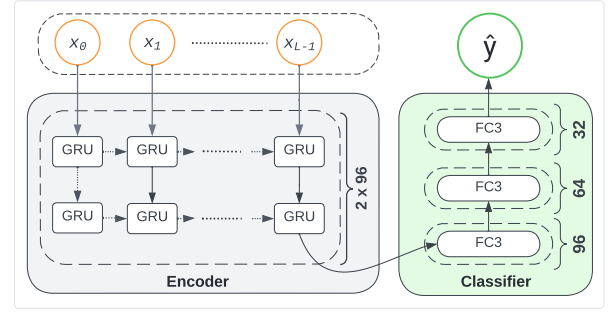 x0 x1 xL-1
ŷ
GRU GRU GRU
GRU GRU GRU
2 x 96
Encoder
FC3
32
FC3
64
FC3
96
Classifier